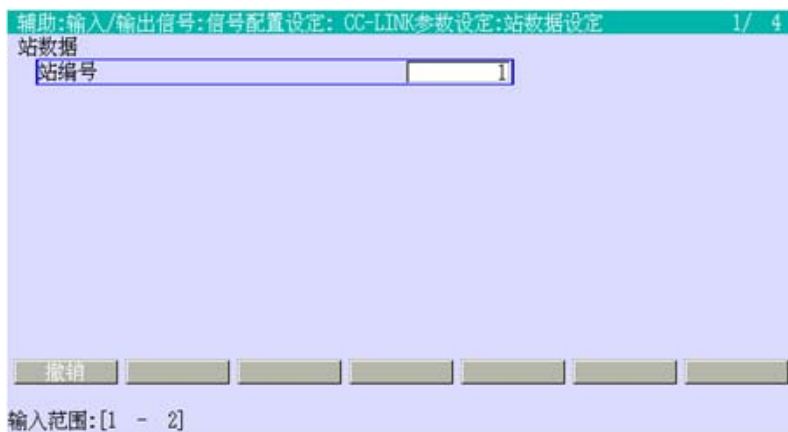 辅助:输入/输出信号:信号配置设定: CC-LINK参数设定:站数据设定 1/ 4
站数据
站编号 1
撤销
输入范围:[1 - 2]